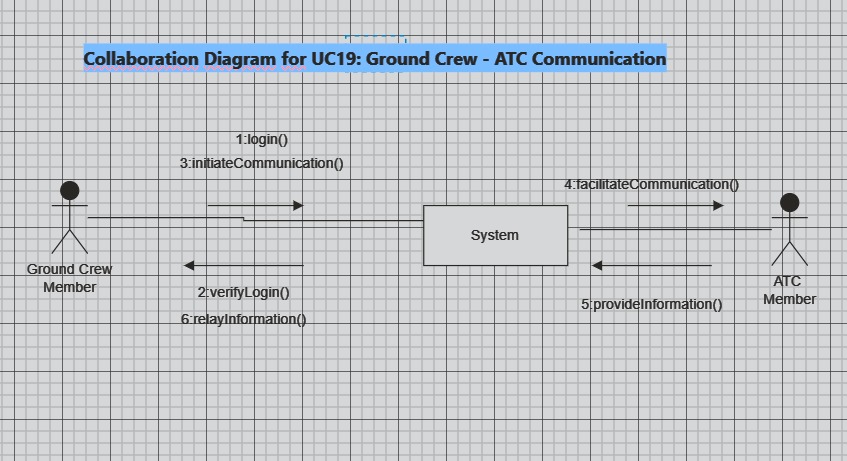 Collaboration Diagram for UC19: Ground Crew - ATC Communication
1:login()
3:initiateCommunication()
4:facilitateCommunication()
System
Ground Crew
Member
ATC
Member
2:verifyLogin()
6:relayInformation()
5:provideInformation()